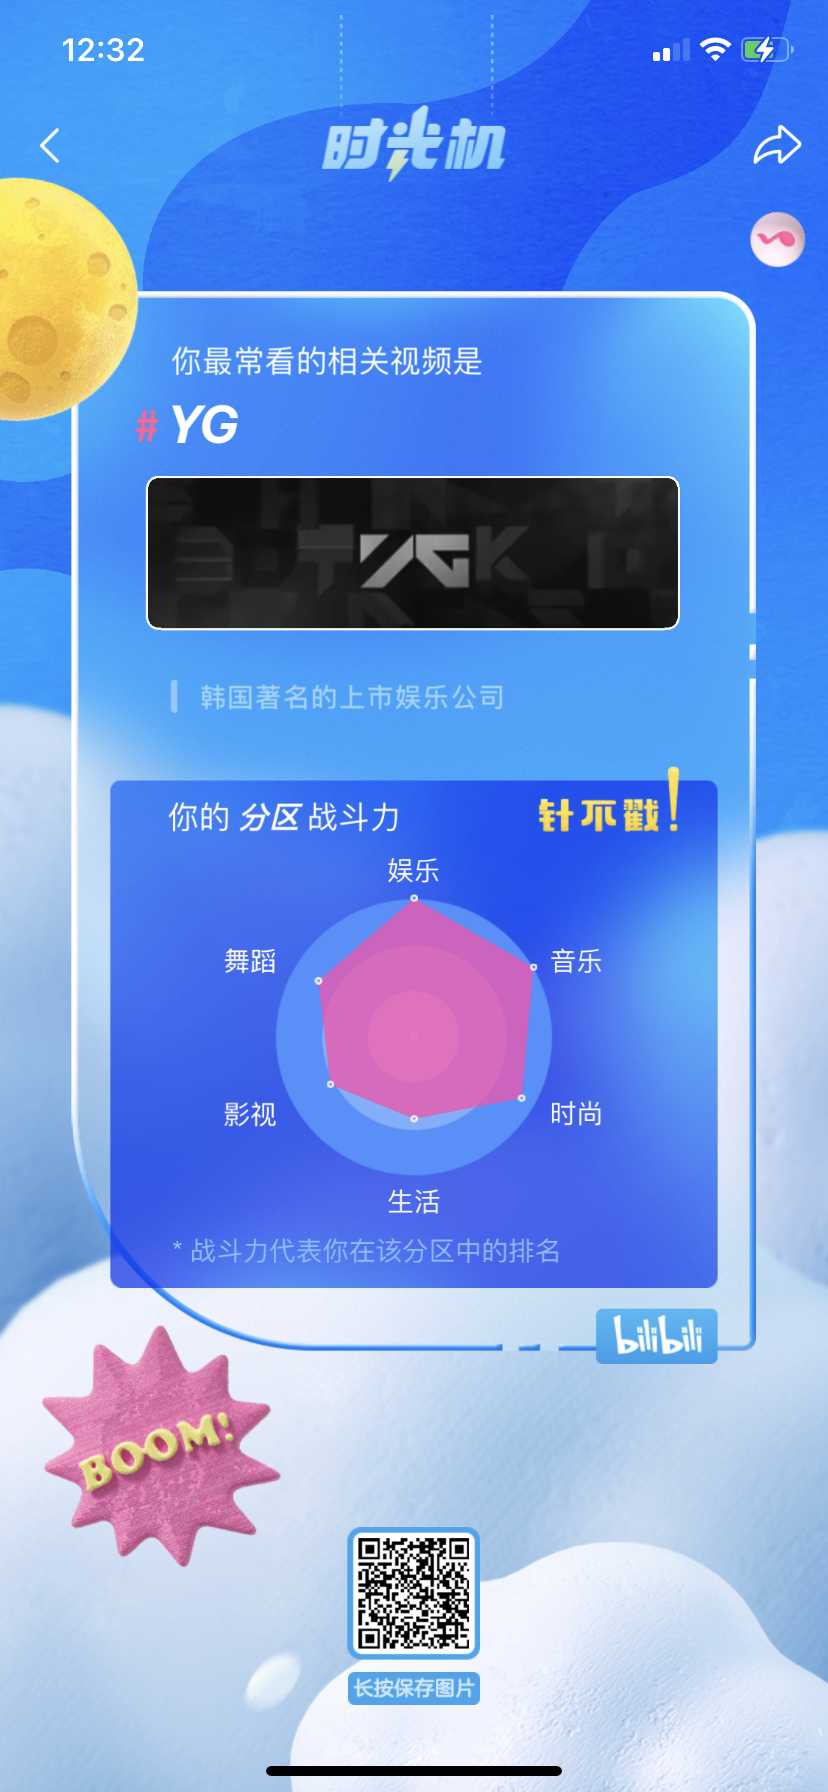 12:32
时光机
你最常看的相关视频是
# YG
YG
韩国著名的上市娱乐公司
你的 分区 战斗力
针不戳!
娱乐
舞蹈
音乐
影视
时尚
生活
* 战斗力代表你在该分区中的排名
bilibili
BOOM!
长按保存图片